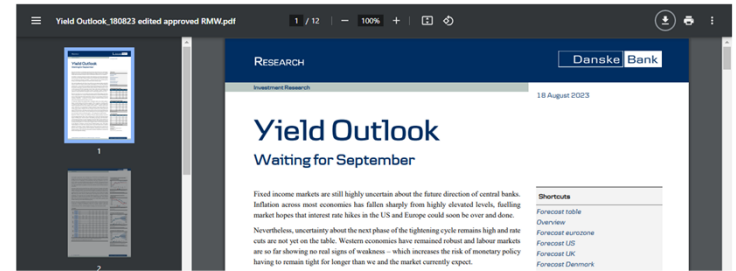 Yield Outlook_180823 edited approved RMW.pdf
1 / 12
100%
RESEARCH
Danske Bank
Investment Research
18 August 2023
Yield Outlook
Waiting for September
Fixed income markets are still highly uncertain about the future direction of central banks.
Inflation across most economies has fallen sharply from highly elevated levels, fuelling
market hopes that interest rate hikes in the US and Europe could soon be over and done.
Nevertheless, uncertainty about the next phase of the tightening cycle remains high and rate
cuts are not yet on the table. Western economies have remained robust and labour markets
are so far showing no real signs of weakness – which increases the risk of monetary policy
having to remain tight for longer than we and the market currently expect.
Shortcuts
Forecast table
Overview
Forecast eurozone
Forecast US
Forecast UK
Forecast Denmark
Yield Outlook
1
2